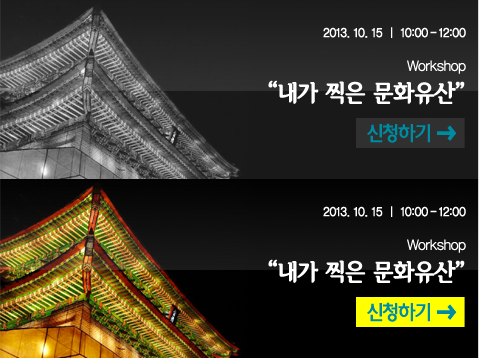 2013. 10. 15 | 10:00 - 12:00
Workshop
“내가 찍은 문화유산”
신청하기 →
2013. 10. 15 | 10:00 - 12:00
Workshop
“내가 찍은 문화유산”
신청하기 →